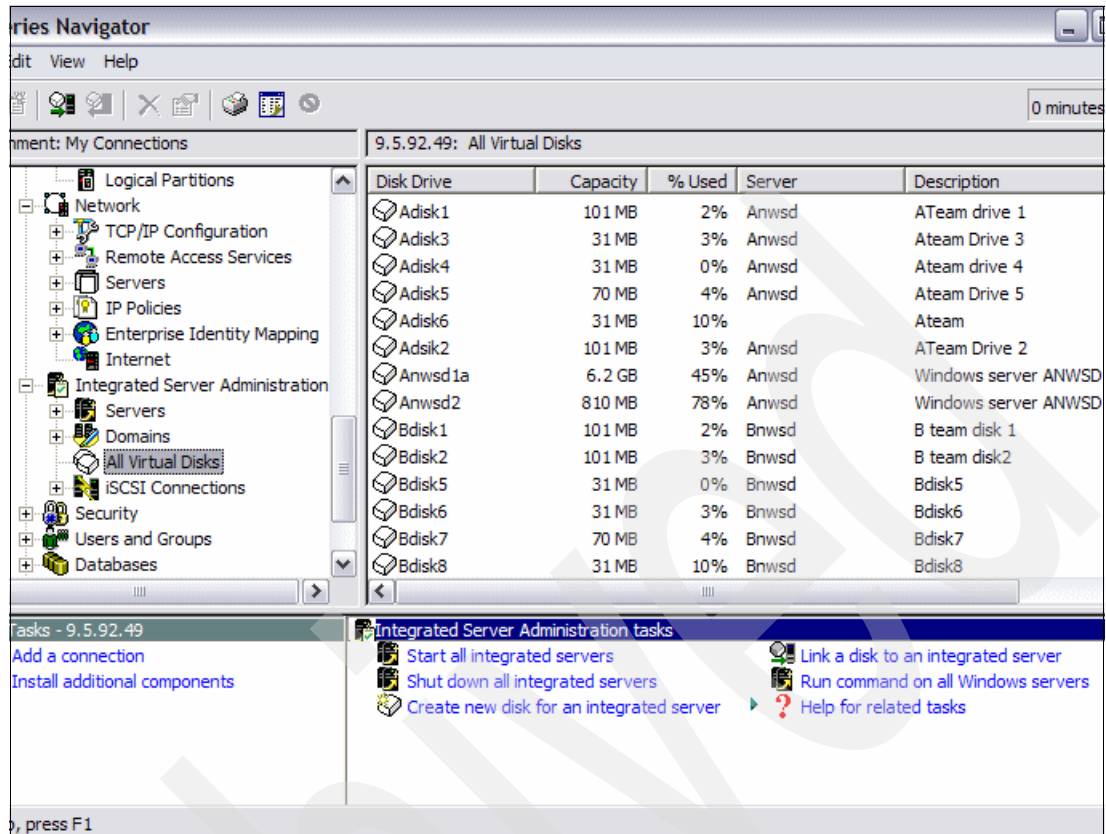 ries Navigator
Edit View Help
0 minutes
nment: My Connections
9.5.92.49: All Virtual Disks
Logical Partitions
Network
TCP/IP Configuration
Remote Access Services
Servers
IP Policies
Enterprise Identity Mapping
Internet
Integrated Server Administration
Servers
Domains
All Virtual Disks
iSCSI Connections
Security
Users and Groups
Databases
Disk Drive Capacity % Used Server Description
Adisk1 101 MB 2% Anwsd ATeam drive 1
Adisk3 31 MB 3% Anwsd Ateam Drive 3
Adisk4 31 MB 0% Anwsd Ateam drive 4
Adisk5 70 MB 4% Anwsd Ateam Drive 5
Adisk6 31 MB 10% Ateam
Adsik2 101 MB 3% Anwsd ATeam Drive 2
Anwsd1a 6.2 GB 45% Anwsd Windows server ANWSD
Anwsd2 810 MB 78% Anwsd Windows server ANWSD
Bdisk1 101 MB 2% Bnwsd B team disk 1
Bdisk2 101 MB 3% Bnwsd B team disk2
Bdisk5 31 MB 0% Bnwsd Bdisk5
Bdisk6 31 MB 3% Bnwsd Bdisk6
Bdisk7 70 MB 4% Bnwsd Bdisk7
Bdisk8 31 MB 10% Bnwsd Bdisk8
Tasks - 9.5.92.49
Add a connection
Install additional components
Integrated Server Administration tasks
Start all integrated servers
Shut down all integrated servers
Create new disk for an integrated server
Link a disk to an integrated server
Run command on all Windows servers
Help for related tasks
p, press F1